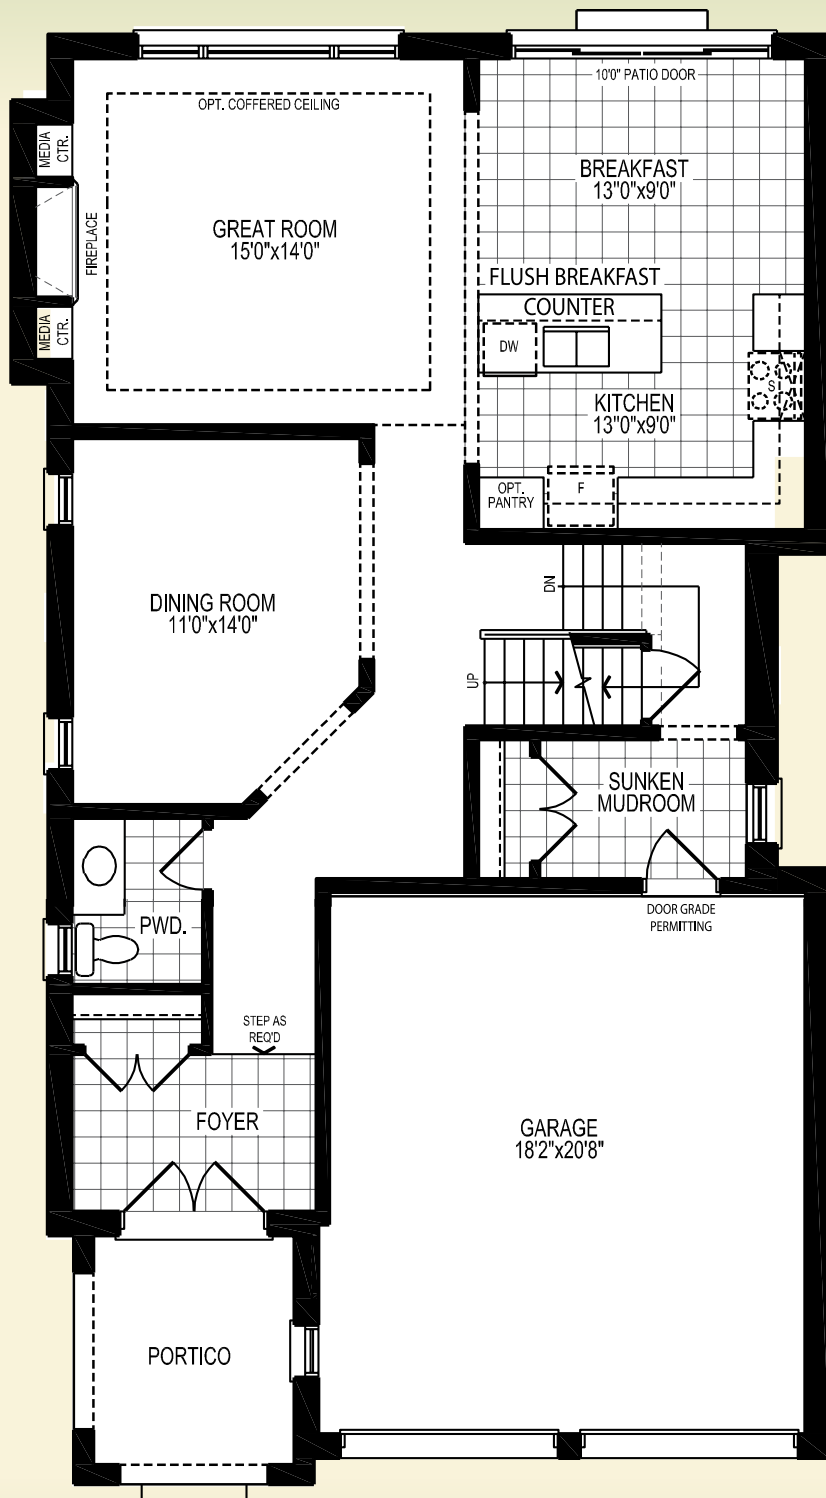 10'0" PATIO DOOR
OPT. COFFERED CEILING
MEDIA
CTR.
BREAKFAST
13"0"x9'0"
GREAT ROOM
15'0"x14'0"
FIREPLACE
FLUSH BREAKFAST
COUNTER
MEDIA
CTR.
DW
S
KITCHEN
13"0"x9'0"
OPT.
PANTRY
F
DN
DINING ROOM
11'0"x14'0"
UP
SUNKEN
MUDROOM
DOOR GRADE
PERMITTING
PWD.
STEP AS
REQ'D
FOYER
GARAGE
18'2"x20'8"
PORTICO